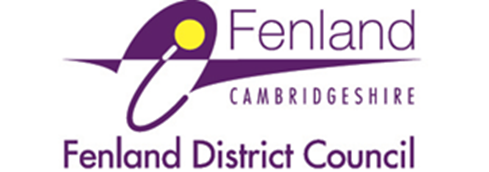 Fenland
CAMBRIDGESHIRE
Fenland District Council